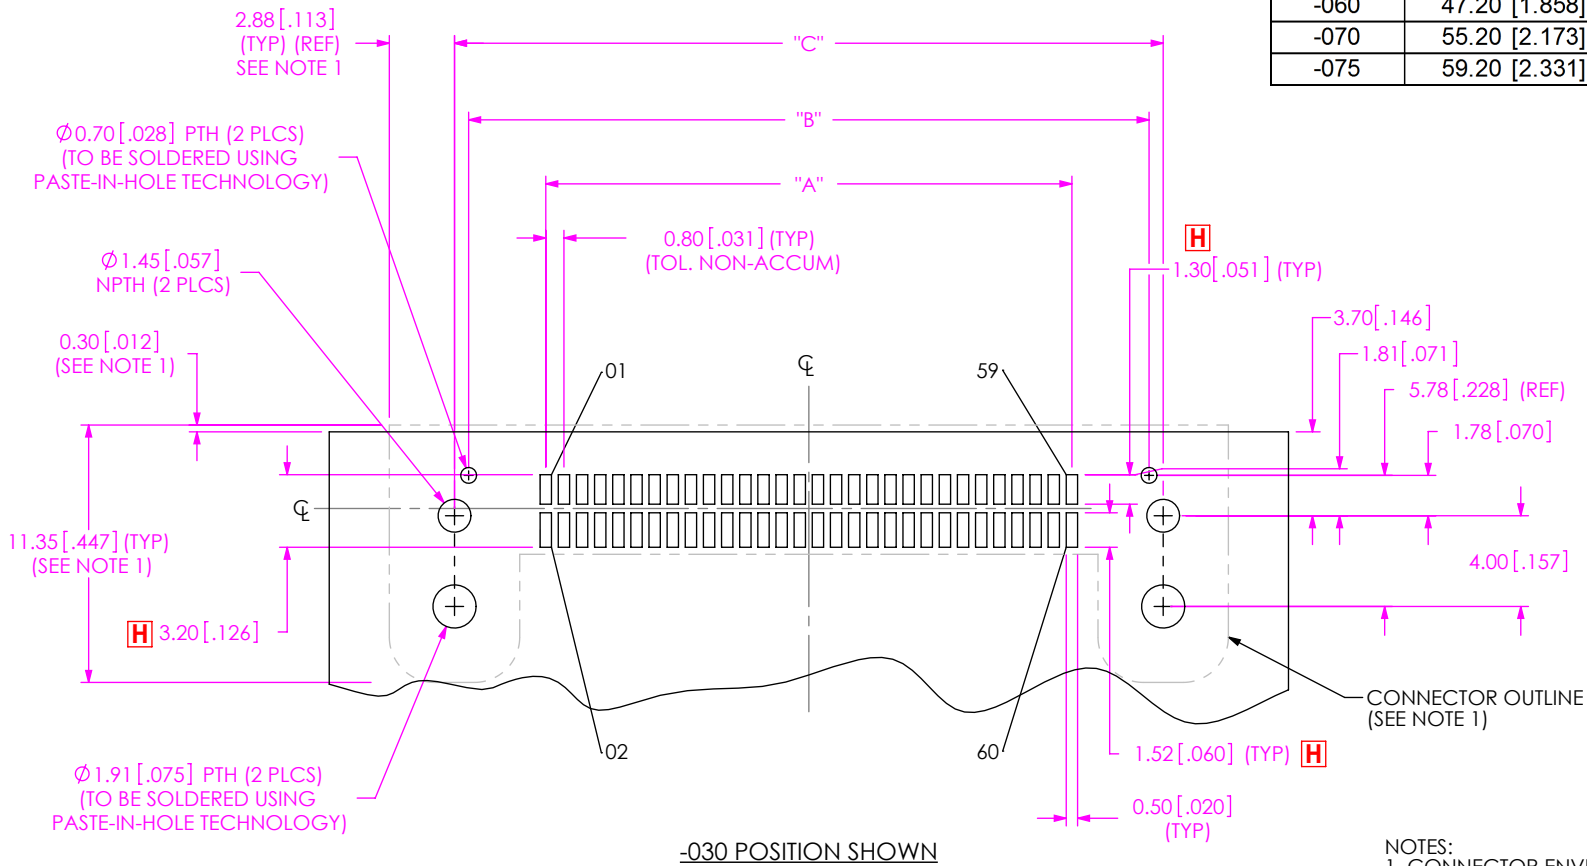 -060 47.20 [1.858]
-070 55.20 [2.173]
-075 59.20 [2.331]
2.88 [.113]
(TYP) (REF)
SEE NOTE 1
"C"
"B"
"A"
Ø0.70 [.028] PTH (2 PLCS)
(TO BE SOLDERED USING
PASTE-IN-HOLE TECHNOLOGY)
0.80 [.031] (TYP)
(TOL. NON-ACCUM)
H
1.30 [.051] (TYP)
Ø1.45 [.057]
NPTH (2 PLCS)
3.70 [.146]
1.81 [.071]
5.78 [.228] (REF)
1.78 [.070]
0.30 [.012]
(SEE NOTE 1)
01
℄
59
℄
11.35 [.447] (TYP)
(SEE NOTE 1)
4.00 [.157]
H 3.20 [.126]
CONNECTOR OUTLINE
(SEE NOTE 1)
02
60
1.52 [.060] (TYP) H
Ø1.91 [.075] PTH (2 PLCS)
(TO BE SOLDERED USING
PASTE-IN-HOLE TECHNOLOGY)
0.50 [.020]
(TYP)
-030 POSITION SHOWN
NOTES: